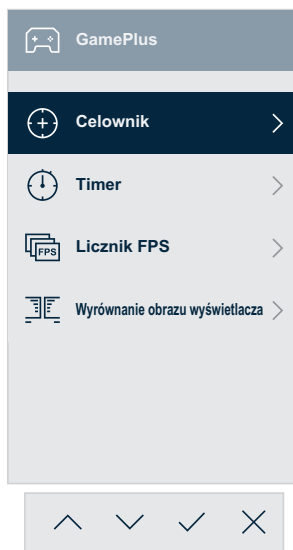 GamePlus
Celownik
Timer
FPS
Licznik FPS
Wyrównanie obrazu wyświetlacza